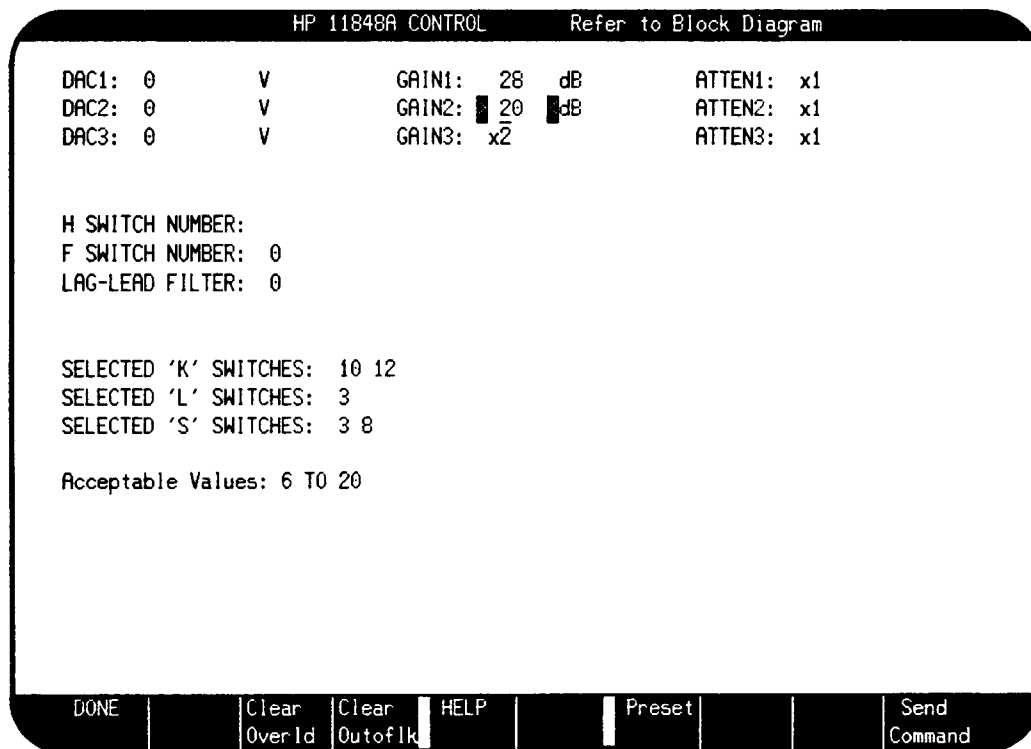 HP 11848A CONTROL Refer to Block Diagram
DAC1: 0 V GAIN1: 28 dB ATTEN1: x1
DAC2: 0 V GAIN2: 20 dB ATTEN2: x1
DAC3: 0 V GAIN3: x2 ATTEN3: x1
H SWITCH NUMBER:
F SWITCH NUMBER: 0
LAG-LEAD FILTER: 0
SELECTED 'K' SWITCHES: 10 12
SELECTED 'L' SWITCHES: 3
SELECTED 'S' SWITCHES: 3 8
Acceptable Values: 6 TO 20
DONE Clear Clear HELP Preset Send
Overld Outoflk Command